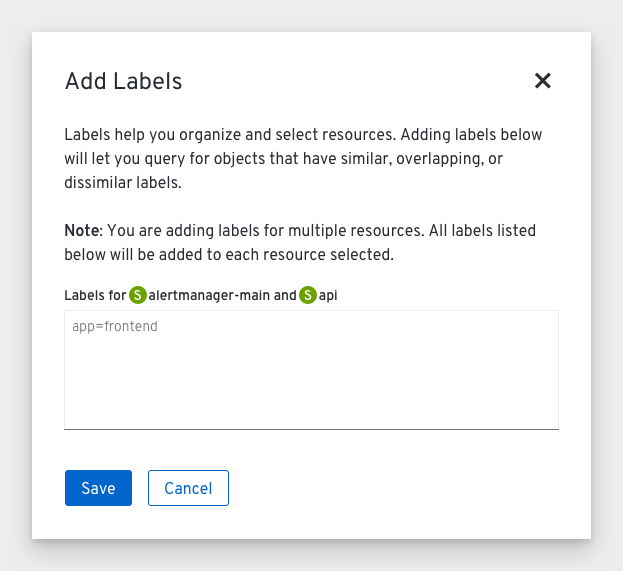 Add Labels
Labels help you organize and select resources. Adding labels below
will let you query for objects that have similar, overlapping, or
dissimilar labels.
Note: You are adding labels for multiple resources. All labels listed
below will be added to each resource selected.
Labels for S alertmanager-main and S api
app=frontend
Save Cancel